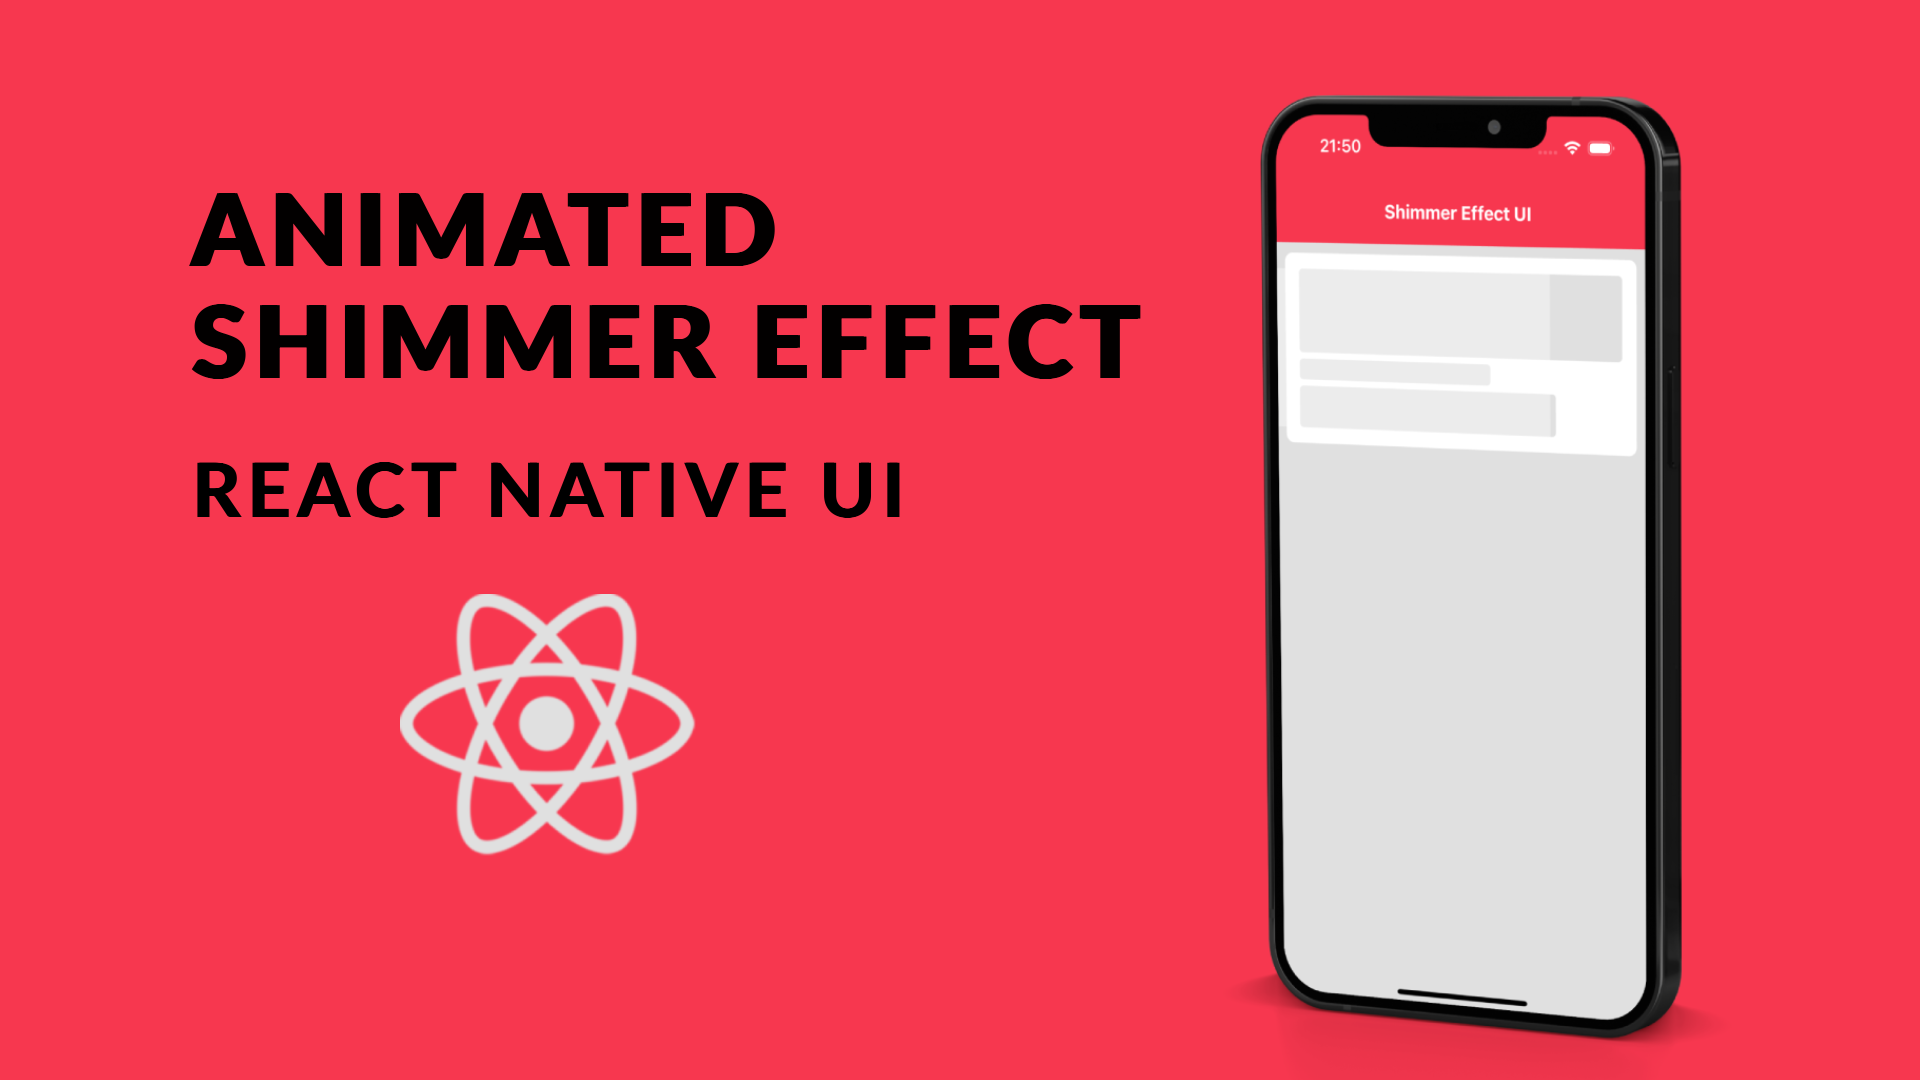 ANIMATED
SHIMMER EFFECT
REACT NATIVE UI
21:50
Shimmer Effect UI